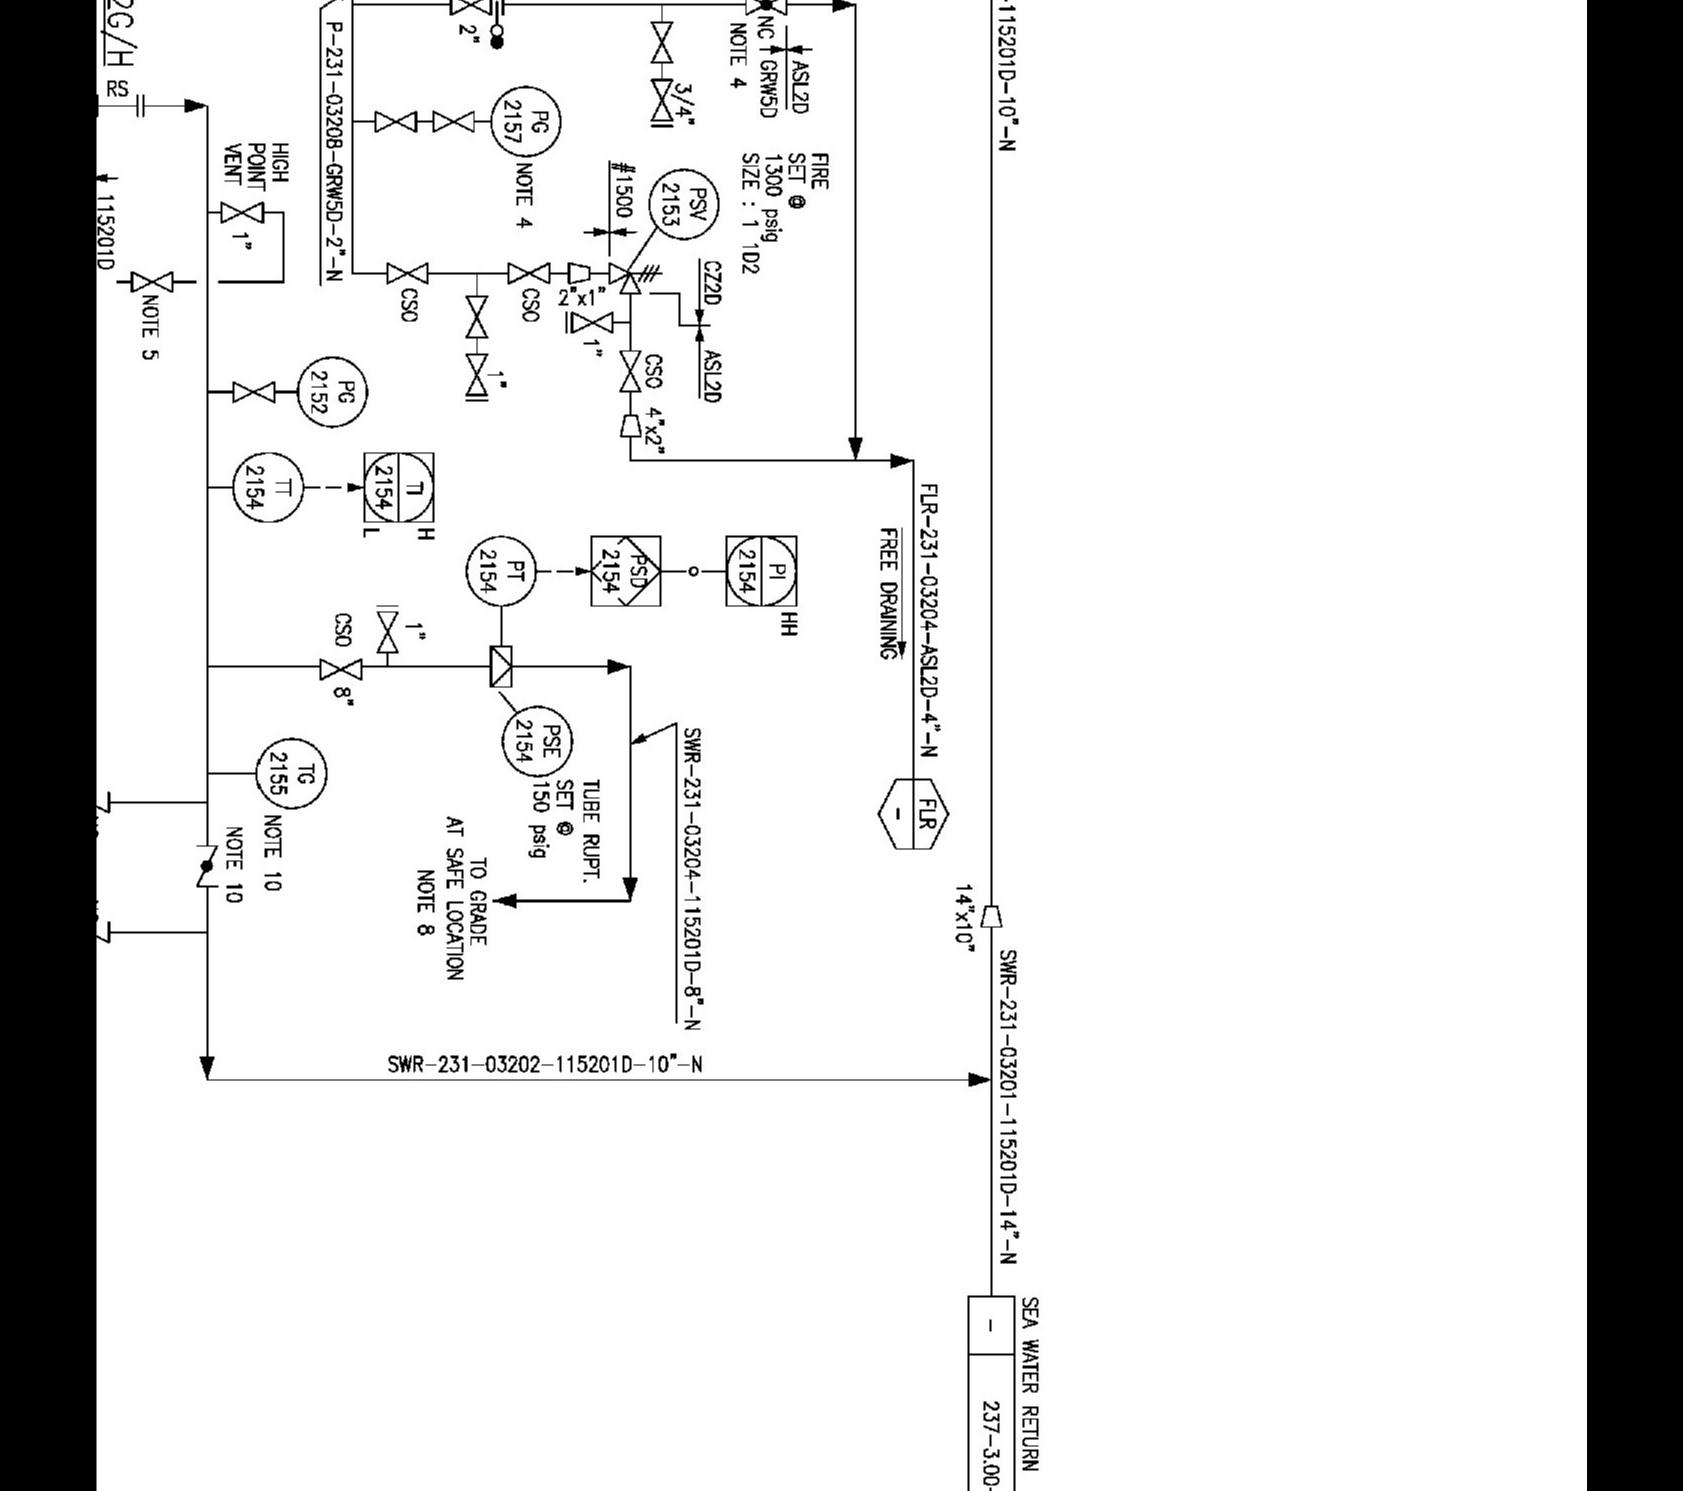 2G/H
RS
115201D
HIGH
POINT
VENT
1"
NOTE 5
P-231-03208-GRW5D-2"-N
2"
PG
2157
NOTE 4
3/4"
NC
GRW5D
ASL2D
NOTE 4
FIRE
SET @
1300 psig
SIZE : 1 1D2
#1500
PSV
2153
CSO
CSO
2"x1"
1"
1"
CZ2D
ASL2D
CSO
4"x2"
PG
2152
TT
2154
TI
2154
H
L
PT
2154
PSD
2154
PI
2154
HH
FLR-231-03204-ASL2D-4"-N
FREE DRAINING
FLR
-
CSO
8"
1"
PSE
2154
TUBE RUPT.
SET @
150 psig
SWR-231-03204-115201D-8"-N
TG
2155
NOTE 10
NOTE 10
TO GRADE
AT SAFE LOCATION
NOTE 8
115201D-10"-N
14"x10"
SWR-231-03202-115201D-10"-N
SWR-231-03201-115201D-14"-N
SEA WATER RETURN
-
237-3.00-